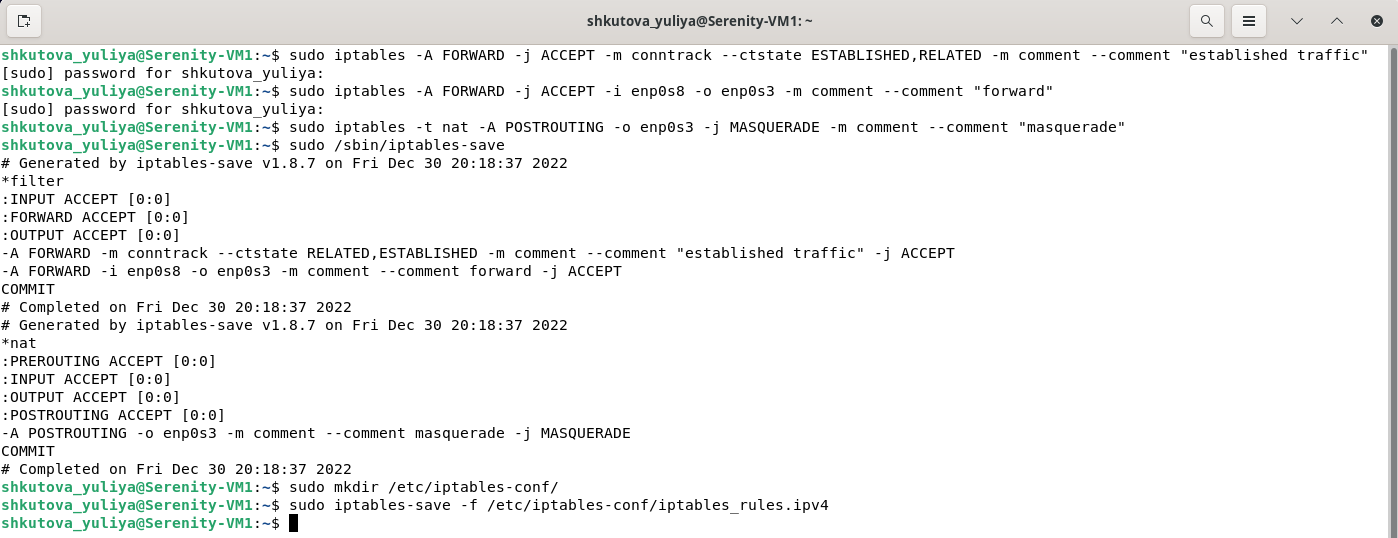 shkutova_yuliya@Serenity-VM1: ~
shkutova_yuliya@Serenity-VM1:~$ sudo iptables -A FORWARD -j ACCEPT -m conntrack --ctstate ESTABLISHED,RELATED -m comment --comment "established traffic"
[sudo] password for shkutova_yuliya:
shkutova_yuliya@Serenity-VM1:~$ sudo iptables -A FORWARD -j ACCEPT -i enp0s8 -o enp0s3 -m comment --comment "forward"
[sudo] password for shkutova_yuliya:
shkutova_yuliya@Serenity-VM1:~$ sudo iptables -t nat -A POSTROUTING -o enp0s3 -j MASQUERADE -m comment --comment "masquerade"
shkutova_yuliya@Serenity-VM1:~$ sudo /sbin/iptables-save
# Generated by iptables-save v1.8.7 on Fri Dec 30 20:18:37 2022
*filter
:INPUT ACCEPT [0:0]
:FORWARD ACCEPT [0:0]
:OUTPUT ACCEPT [0:0]
-A FORWARD -m conntrack --ctstate RELATED,ESTABLISHED -m comment --comment "established traffic" -j ACCEPT
-A FORWARD -i enp0s8 -o enp0s3 -m comment --comment forward -j ACCEPT
COMMIT
# Completed on Fri Dec 30 20:18:37 2022
# Generated by iptables-save v1.8.7 on Fri Dec 30 20:18:37 2022
*nat
:PREROUTING ACCEPT [0:0]
:INPUT ACCEPT [0:0]
:OUTPUT ACCEPT [0:0]
:POSTROUTING ACCEPT [0:0]
-A POSTROUTING -o enp0s3 -m comment --comment masquerade -j MASQUERADE
COMMIT
# Completed on Fri Dec 30 20:18:37 2022
shkutova_yuliya@Serenity-VM1:~$ sudo mkdir /etc/iptables-conf/
shkutova_yuliya@Serenity-VM1:~$ sudo iptables-save -f /etc/iptables-conf/iptables_rules.ipv4
shkutova_yuliya@Serenity-VM1:~$